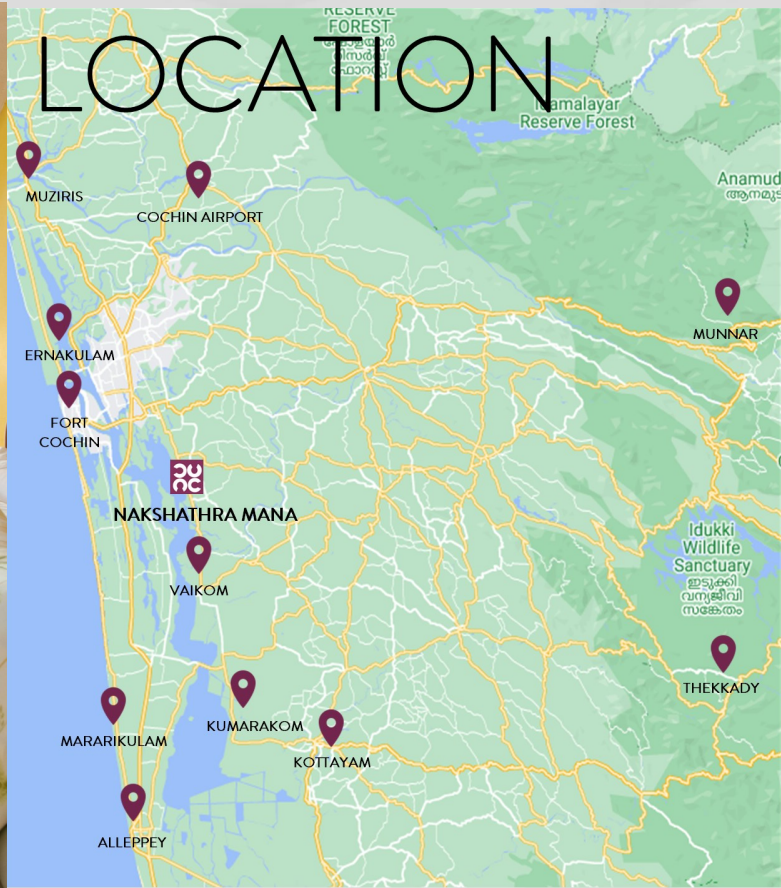 RESERVE
FOREST
LOCATION
amalayar
Reserve Forest
MUZIRIS
COCHIN AIRPORT
Anamud
ആനമുട
MUNNAR
ERNAKULAM
FORT
COCHIN
NAKSHATHRA MANA
VAIKOM
Idukki
Wildlife
Sanctuary
ഇടുക്കി
വന്യജീവി
സങ്കേതം
THEKKADY
KUMARAKOM
MARARIKULAM
KOTTAYAM
ALLEPPEY